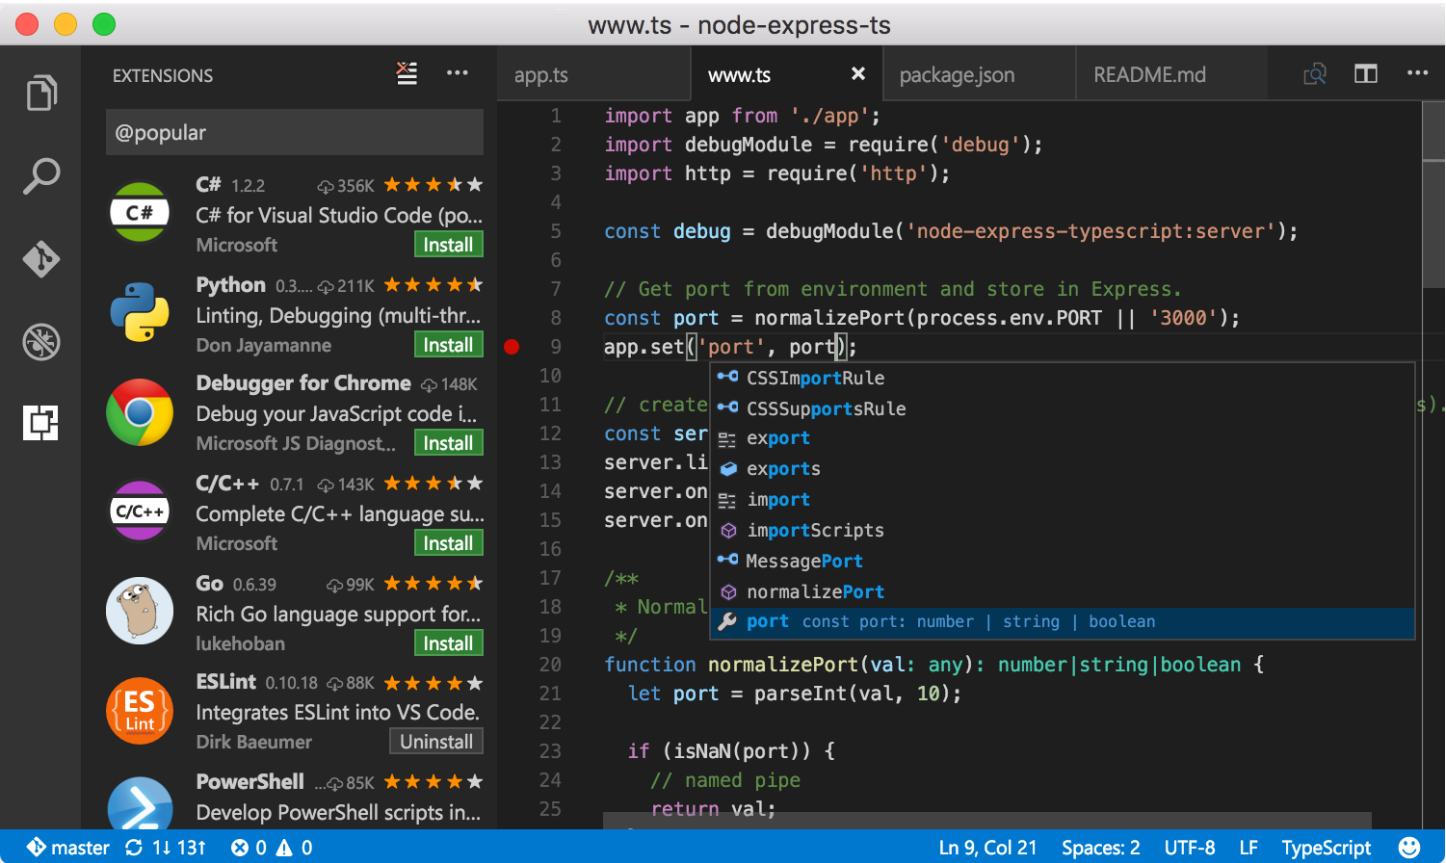 www.ts - node-express-ts
EXTENSIONS
@popular
C#
C# 1.2.2 356K
C# for Visual Studio Code (po...
Microsoft Install
Python 0.3.... 211K
Linting, Debugging (multi-thr...
Don Jayamanne Install
Debugger for Chrome 148K
Debug your JavaScript code i...
Microsoft JS Diagnost... Install
C/C++
C/C++ 0.7.1 143K
Complete C/C++ language su...
Microsoft Install
Go 0.6.39 99K
Rich Go language support for...
lukehoban Install
{ES Lint}
ESLint 0.10.18 88K
Integrates ESLint into VS Code.
Dirk Baeumer Uninstall
PowerShell ... 85K
Develop PowerShell scripts in...
app.ts www.ts × package.json README.md
1 import app from './app';
2 import debugModule = require('debug');
3 import http = require('http');
4
5 const debug = debugModule('node-express-typescript:server');
6
7 // Get port from environment and store in Express.
8 const port = normalizePort(process.env.PORT || '3000');
9 app.set('port', port);
10
11 // create s).
12 const ser
13 server.li
14 server.on
15 server.on
16
17 /**
18 * Normal
19 */
20 function normalizePort(val: any): number|string|boolean {
21 let port = parseInt(val, 10);
22
23 if (isNaN(port)) {
24 // named pipe
25 return val;
CSSImportRule
CSSSupportsRule
export
exports
import
importScripts
MessagePort
normalizePort
port const port: number | string | boolean
master 1↓ 13↑ 0 0 Ln 9, Col 21 Spaces: 2 UTF-8 LF TypeScript